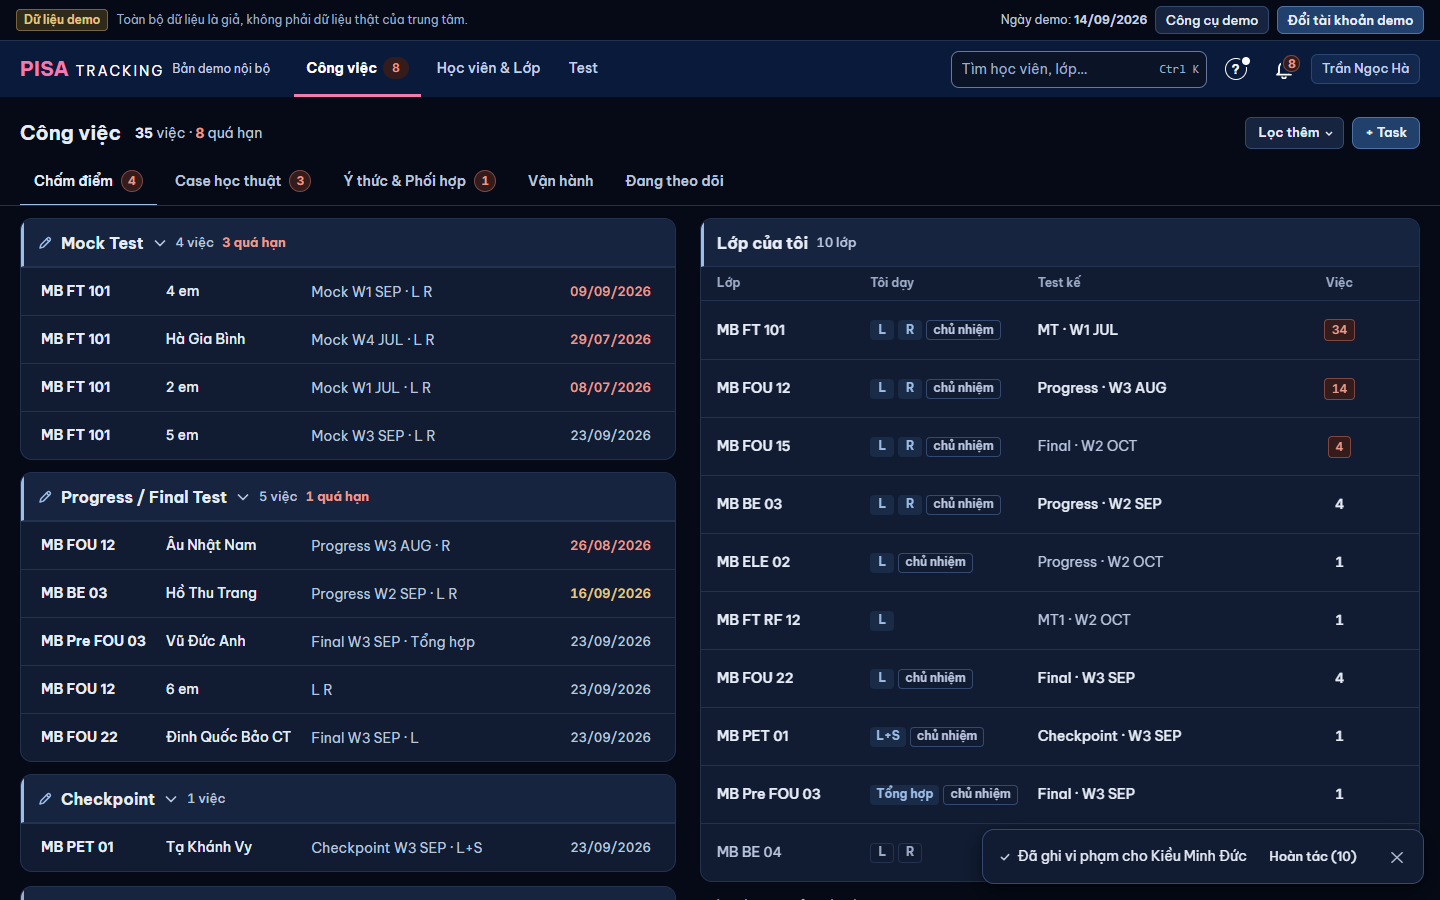 Dữ liệu demo Toàn bộ dữ liệu là giả, không phải dữ liệu thật của trung tâm. Ngày demo: 14/09/2026 Công cụ demo Đổi tài khoản demo
PISA TRACKING Bản demo nội bộ Công việc 8 Học viên & Lớp Test Tìm học viên, lớp... Ctrl K ? 8 Trần Ngọc Hà
Công việc 35 việc · 8 quá hạn Lọc thêm + Task
Chấm điểm 4 Case học thuật 3 Ý thức & Phối hợp 1 Vận hành Đang theo dõi
Mock Test 4 việc 3 quá hạn
MB FT 101 4 em Mock W1 SEP · L R 09/09/2026
MB FT 101 Hà Gia Bình Mock W4 JUL · L R 29/07/2026
MB FT 101 2 em Mock W1 JUL · L R 08/07/2026
MB FT 101 5 em Mock W3 SEP · L R 23/09/2026
Progress / Final Test 5 việc 1 quá hạn
MB FOU 12 Âu Nhật Nam Progress W3 AUG · R 26/08/2026
MB BE 03 Hồ Thu Trang Progress W2 SEP · L R 16/09/2026
MB Pre FOU 03 Vũ Đức Anh Final W3 SEP · Tổng hợp 23/09/2026
MB FOU 12 6 em L R 23/09/2026
MB FOU 22 Đinh Quốc Bảo CT Final W3 SEP · L 23/09/2026
Checkpoint 1 việc
MB PET 01 Tạ Khánh Vy Checkpoint W3 SEP · L+S 23/09/2026
Lớp của tôi 10 lớp
Lớp Tôi dạy Test kế Việc
MB FT 101 L R chủ nhiệm MT · W1 JUL 34
MB FOU 12 L R chủ nhiệm Progress · W3 AUG 14
MB FOU 15 L R chủ nhiệm Final · W2 OCT 4
MB BE 03 L R chủ nhiệm Progress · W2 SEP 4
MB ELE 02 L chủ nhiệm Progress · W2 OCT 1
MB FT RF 12 L MT1 · W2 OCT 1
MB FOU 22 L chủ nhiệm Final · W3 SEP 4
MB PET 01 L+S chủ nhiệm Checkpoint · W3 SEP 1
MB Pre FOU 03 Tổng hợp chủ nhiệm Final · W3 SEP 1
MB BE 04 L R
Đã ghi vi phạm cho Kiều Minh Đức Hoàn tác (10)